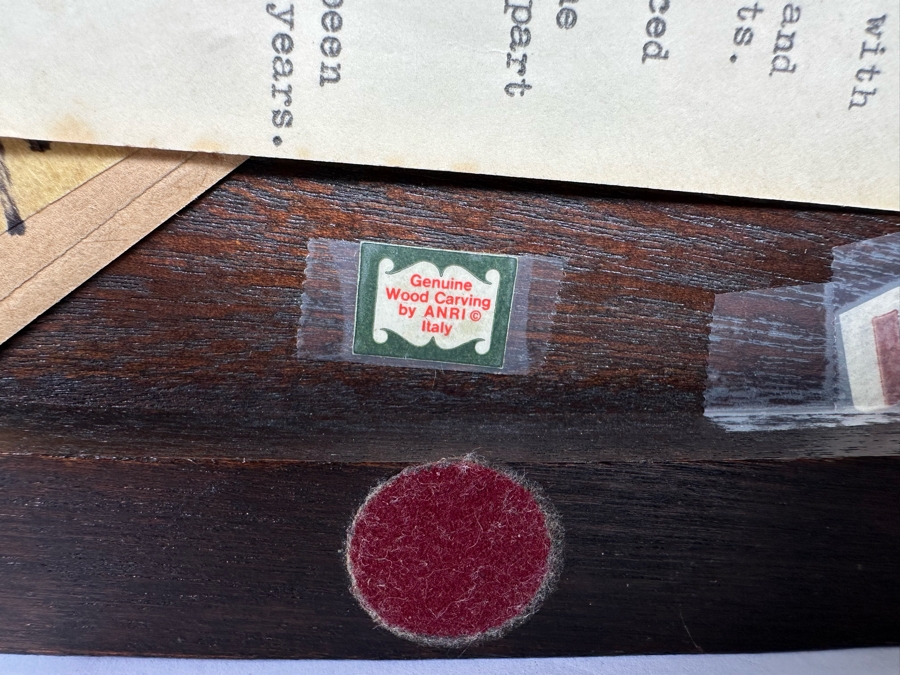 with
and
ts.
ced
e
part
been
years.
Genuine
Wood Carving
by ANRI ©
Italy